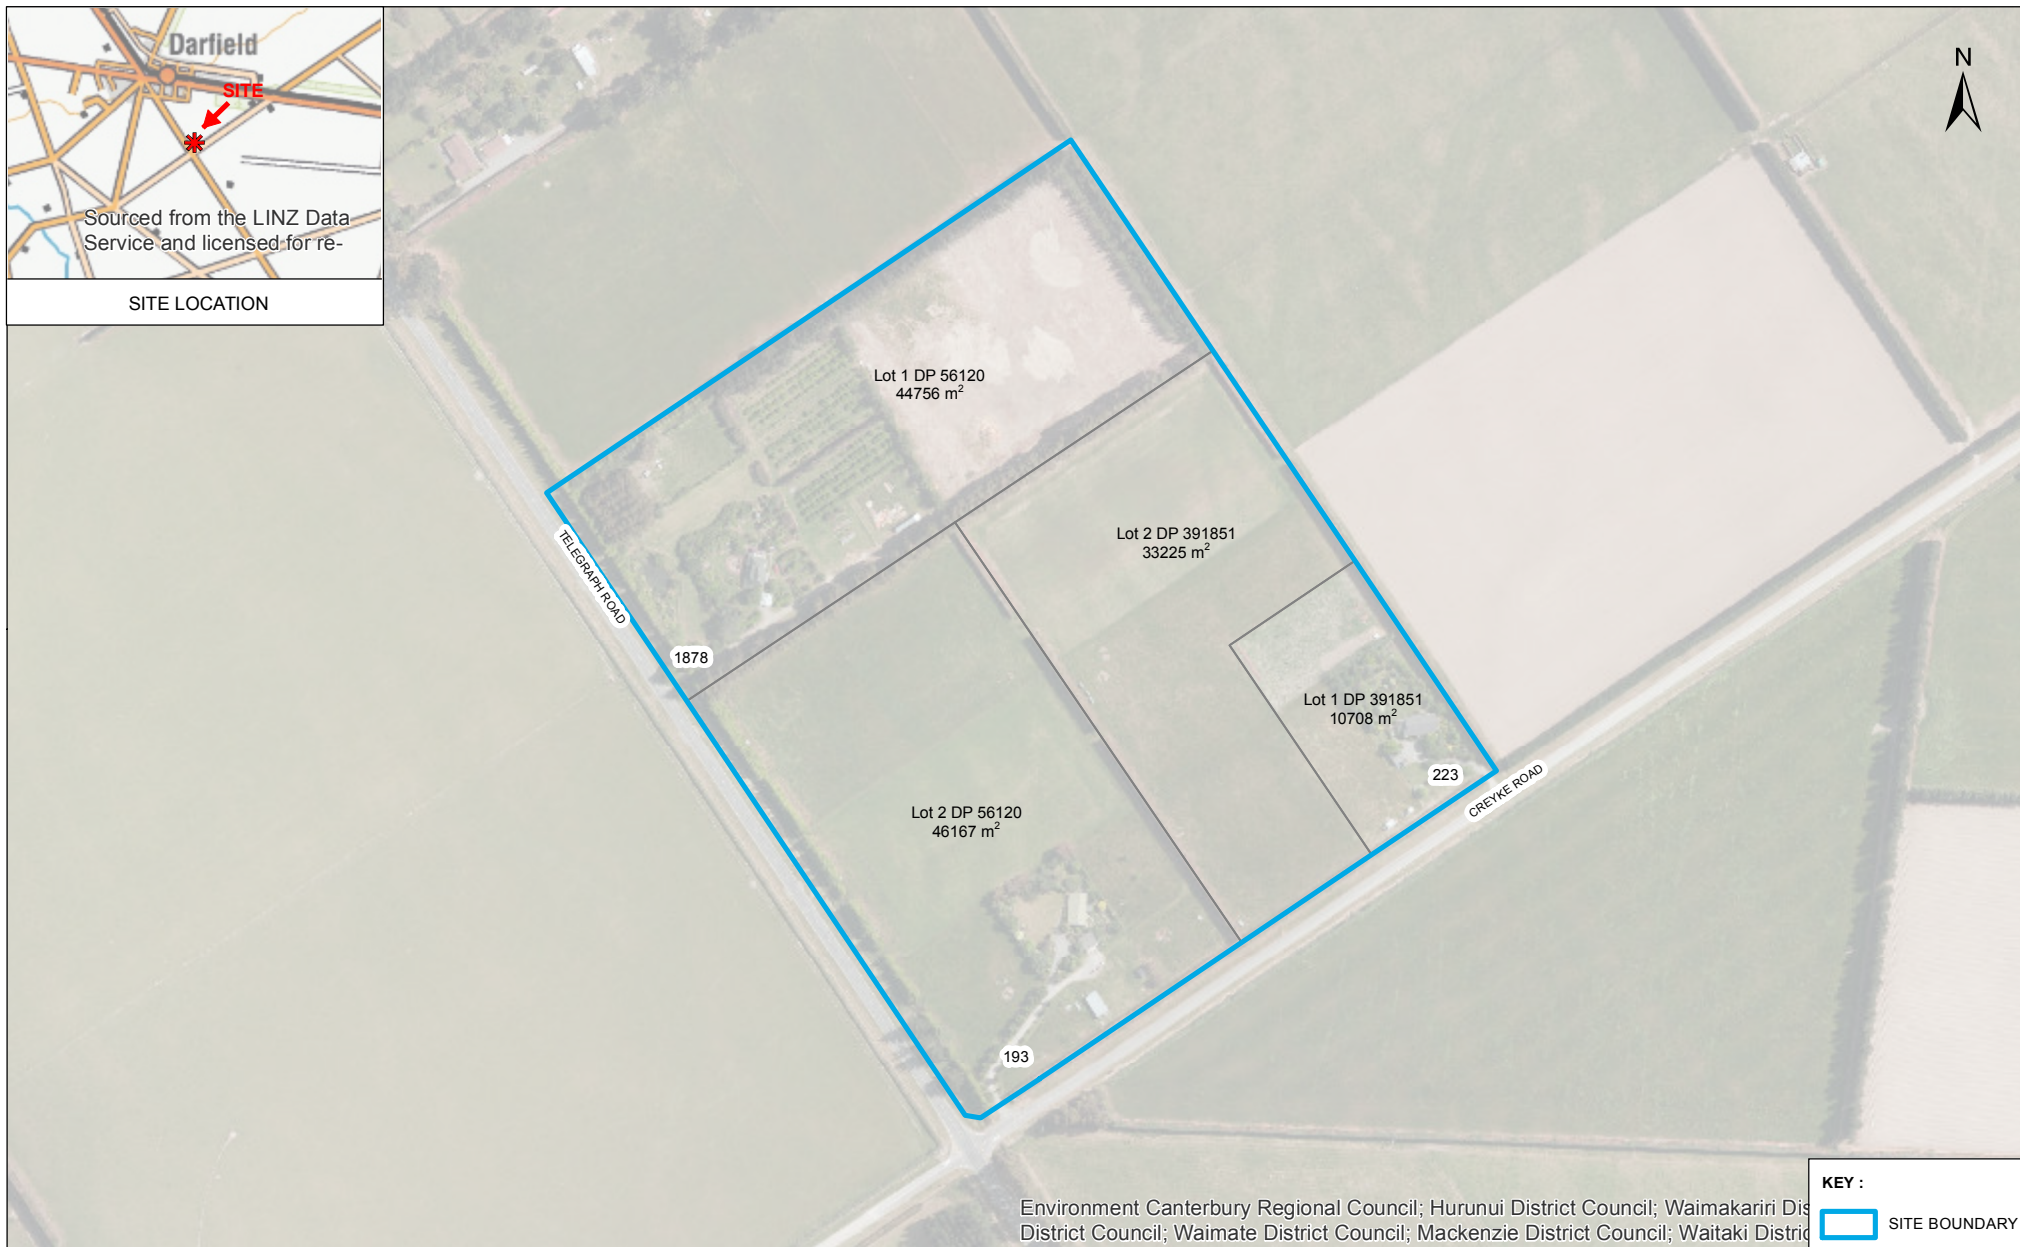 Darfield
SITE
Sourced from the LINZ Data
Service and licensed for re-
SITE LOCATION
N
Lot 1 DP 56120
44756 m²
Lot 2 DP 391851
33225 m²
TELEGRAPH ROAD
1878
Lot 1 DP 391851
10708 m²
223
CREYKE ROAD
Lot 2 DP 56120
46167 m²
193
KEY :
SITE BOUNDARY
Environment Canterbury Regional Council; Hurunui District Council; Waimakariri Dis
District Council; Waimate District Council; Mackenzie District Council; Waitaki Distric